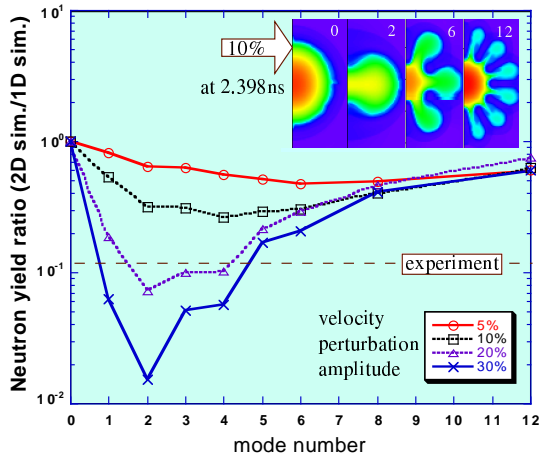 Neutron yield ratio (2D sim./1D sim.)
10^1
10^0
10^-1
10^-2
10%
at 2.398ns
0
2
6
12
experiment
velocity
perturbation
amplitude
5%
10%
20%
30%
0 1 2 3 4 5 6 7 8 9 10 11 12
mode number